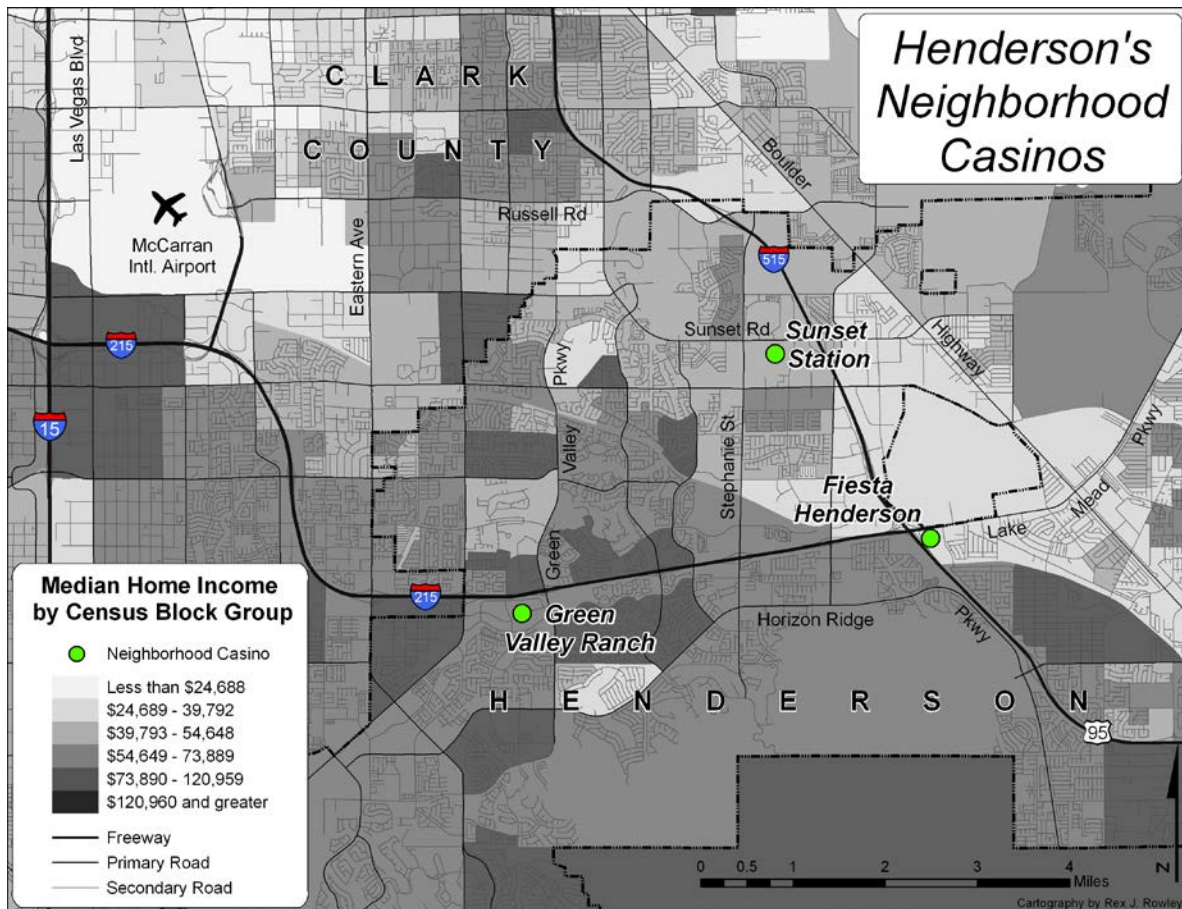 Henderson's
Neighborhood
Casinos
CLARK
COUNTY
Las Vegas Blvd
Boulder
Russell Rd
McCarran
Intl. Airport
Eastern Ave
515
Sunset Rd
Sunset
Station
Highway
215
Pkwy
15
Valley
Stephanie St
Pkwy
Mead
Fiesta
Henderson
Lake
Green
215
Green
Valley Ranch
Horizon Ridge
Pkwy
HENDERSON
95
Median Home Income
by Census Block Group
Neighborhood Casino
Less than $24,688
$24,689 - 39,792
$39,793 - 54,648
$54,649 - 73,889
$73,890 - 120,959
$120,960 and greater
Freeway
Primary Road
Secondary Road
0 0.5 1 2 3 4
Miles
N
Cartography by Rex J. Rowley